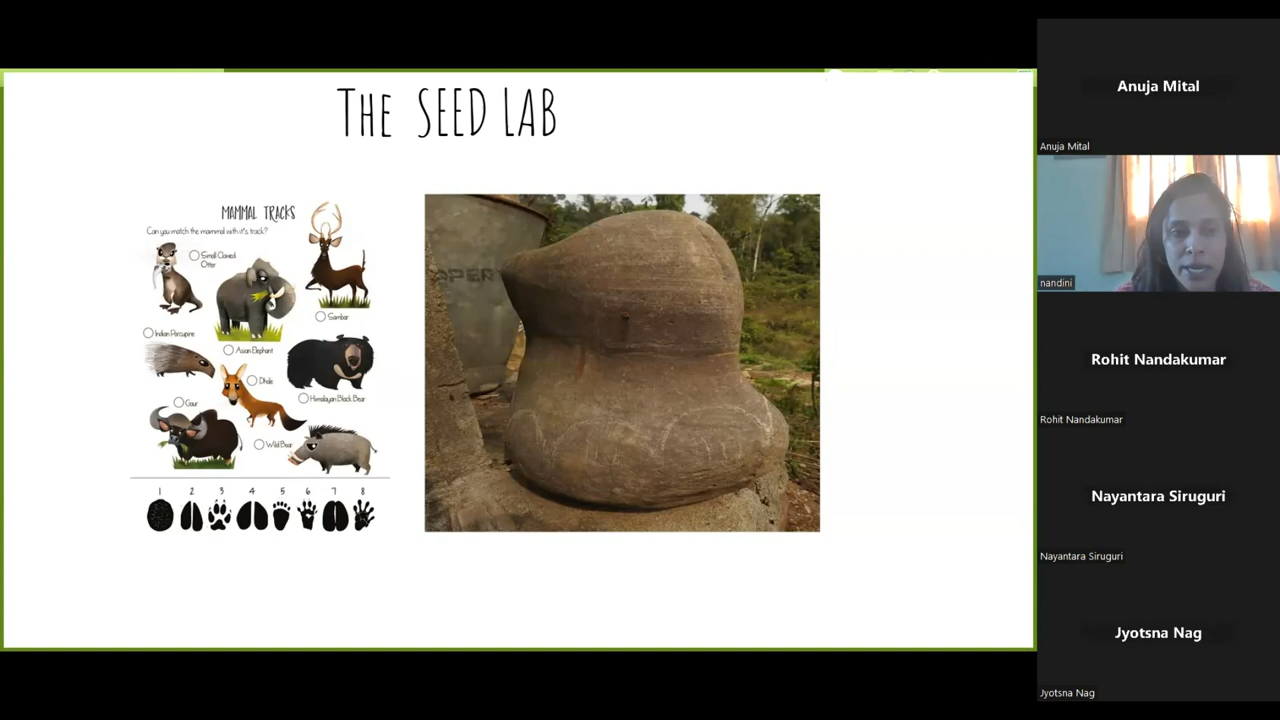 THE SEED LAB
MAMMAL TRACKS
Can you match the mammal with it's track?
Small Clawed
Otter
Sambar
Indian Porcupine
Asian Elephant
Dhole
Himalayan Black Bear
Gaur
Wild Boar
1 2 3 4 5 6 7 8
Anuja Mital
Anuja Mital
nandini
Rohit Nandakumar
Rohit Nandakumar
Nayantara Siruguri
Nayantara Siruguri
Jyotsna Nag
Jyotsna Nag